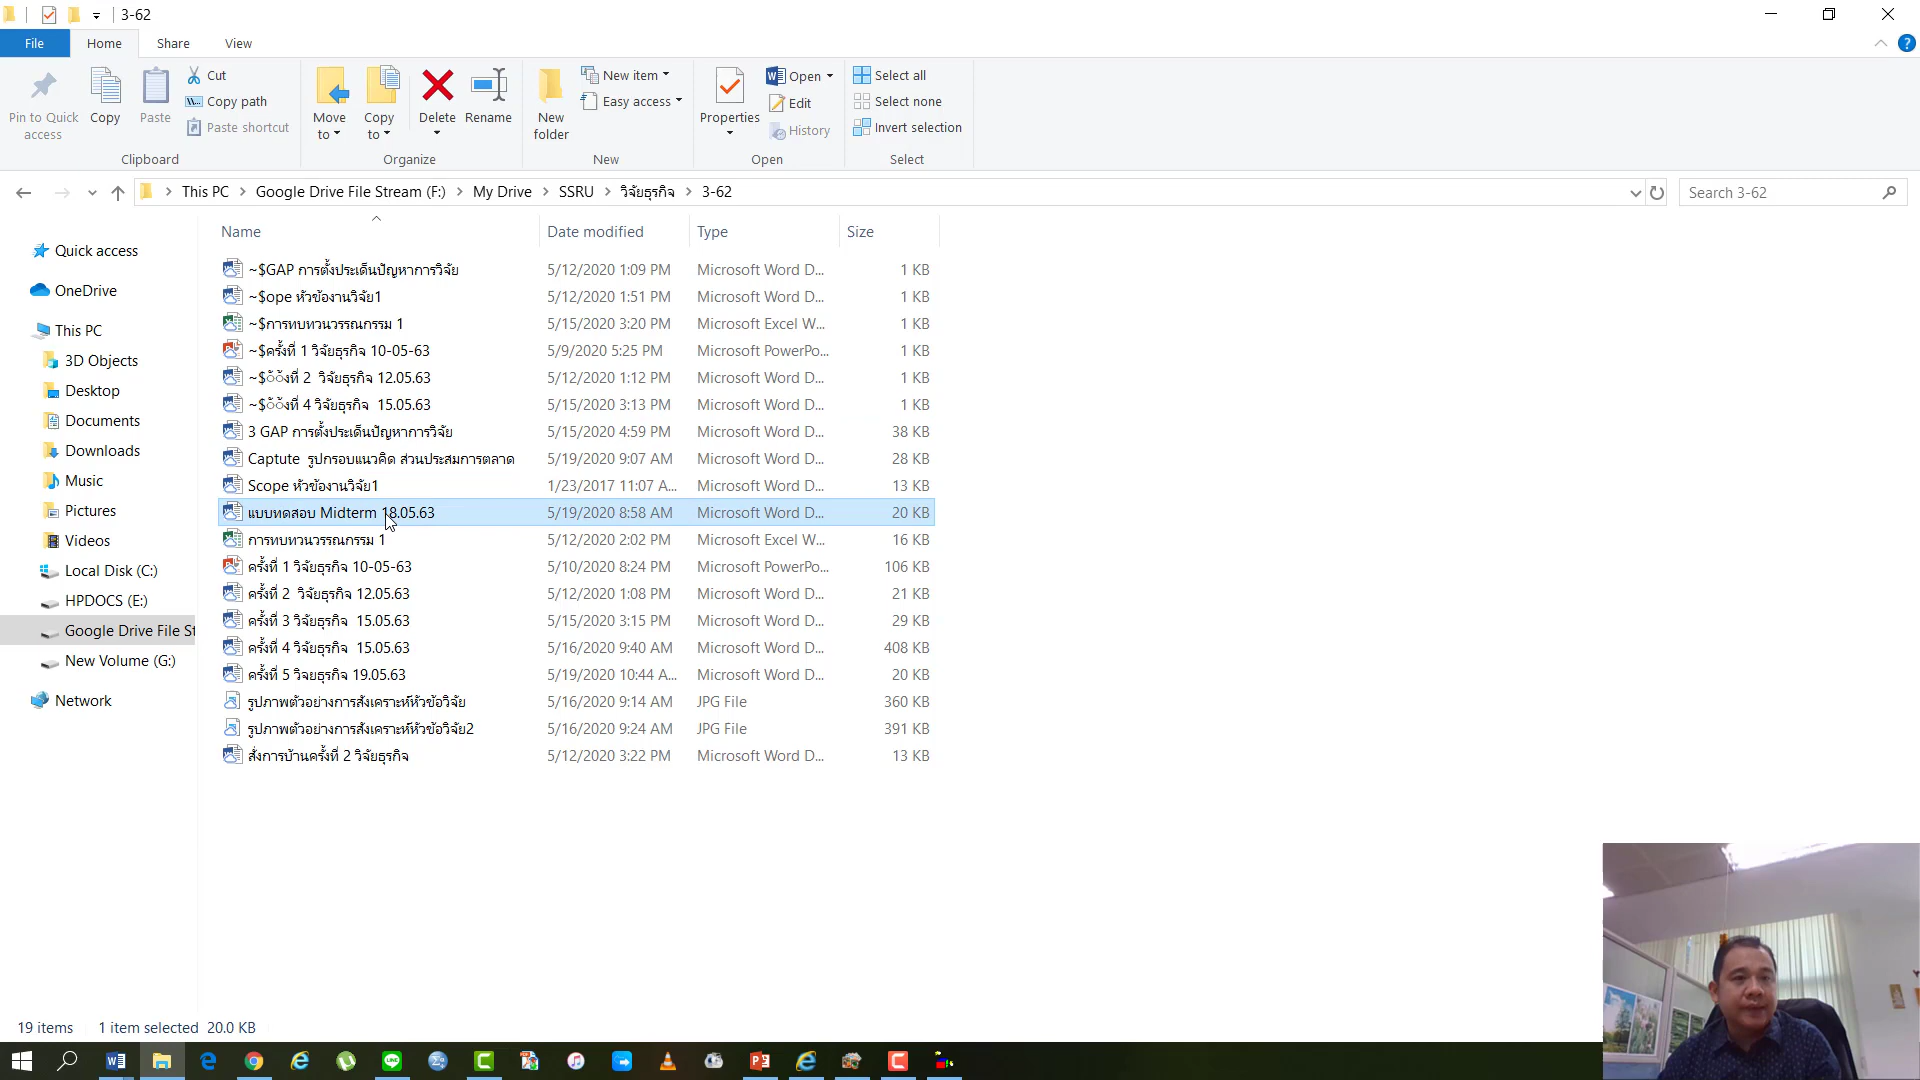 3-62
File Home Share View
Pin to Quick access
Copy
Paste
Cut
Copy path
Paste shortcut
Clipboard
Move to
Copy to
Delete
Rename
Organize
New folder
New item
Easy access
New
Properties
Open
Edit
History
Open
Select all
Select none
Invert selection
Select
This PC Google Drive File Stream (F:) My Drive SSRU วิจัยธุรกิจ 3-62
Search 3-62
Quick access
OneDrive
This PC
3D Objects
Desktop
Documents
Downloads
Music
Pictures
Videos
Local Disk (C:)
HPDOCS (E:)
Google Drive File St
New Volume (G:)
Network
Name Date modified Type Size
~$GAP การตั้งประเด็นปัญหาการวิจัย 5/12/2020 1:09 PM Microsoft Word D... 1 KB
~$ope หัวข้องานวิจัย1 5/12/2020 1:51 PM Microsoft Word D... 1 KB
~$การทบทวนวรรณกรรม 1 5/15/2020 3:20 PM Microsoft Excel W... 1 KB
~$ครั้งที่ 1 วิจัยธุรกิจ 10-05-63 5/9/2020 5:25 PM Microsoft PowerPo... 1 KB
~$ั้งที่ 2 วิจัยธุรกิจ 12.05.63 5/12/2020 1:12 PM Microsoft Word D... 1 KB
~$ั้งที่ 4 วิจัยธุรกิจ 15.05.63 5/15/2020 3:13 PM Microsoft Word D... 1 KB
3 GAP การตั้งประเด็นปัญหาการวิจัย 5/15/2020 4:59 PM Microsoft Word D... 38 KB
Captute รูปกรอบแนวคิด ส่วนประสมการตลาด 5/19/2020 9:07 AM Microsoft Word D... 28 KB
Scope หัวข้องานวิจัย1 1/23/2017 11:07 A... Microsoft Word D... 13 KB
แบบทดสอบ Midterm 18.05.63 5/19/2020 8:58 AM Microsoft Word D... 20 KB
การทบทวนวรรณกรรม 1 5/12/2020 2:02 PM Microsoft Excel W... 16 KB
ครั้งที่ 1 วิจัยธุรกิจ 10-05-63 5/10/2020 8:24 PM Microsoft PowerPo... 106 KB
ครั้งที่ 2 วิจัยธุรกิจ 12.05.63 5/12/2020 1:08 PM Microsoft Word D... 21 KB
ครั้งที่ 3 วิจัยธุรกิจ 15.05.63 5/15/2020 3:15 PM Microsoft Word D... 29 KB
ครั้งที่ 4 วิจัยธุรกิจ 15.05.63 5/16/2020 9:40 AM Microsoft Word D... 408 KB
ครั้งที่ 5 วิจยธุรกิจ 19.05.63 5/19/2020 10:44 A... Microsoft Word D... 20 KB
รูปภาพตัวอย่างการสังเคราะห์หัวข้อวิจัย 5/16/2020 9:14 AM JPG File 360 KB
รูปภาพตัวอย่างการสังเคราะห์หัวข้อวิจัย2 5/16/2020 9:24 AM JPG File 391 KB
สั่งการบ้านครั้งที่ 2 วิจัยธุรกิจ 5/12/2020 3:22 PM Microsoft Word D... 13 KB
19 items 1 item selected 20.0 KB